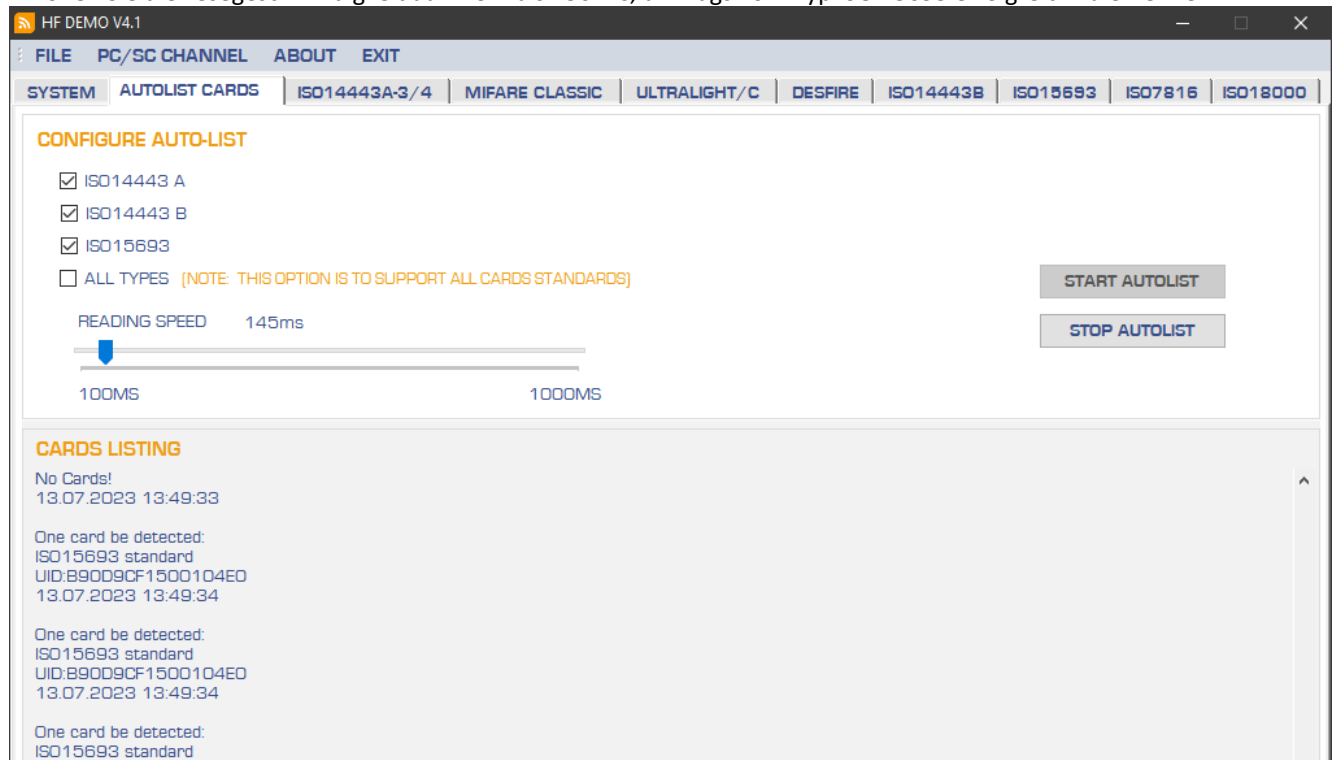 HF DEMO V4.1
FILE PC/SC CHANNEL ABOUT EXIT
SYSTEM AUTOLIST CARDS ISO14443A-3/4 MIFARE CLASSIC ULTRALIGHT/C DESFIRE ISO14443B ISO15693 ISO7816 ISO18000
CONFIGURE AUTO-LIST
ISO14443 A
ISO14443 B
ISO15693
ALL TYPES (NOTE: THIS OPTION IS TO SUPPORT ALL CARDS STANDARDS)
START AUTOLIST
READING SPEED 145ms
STOP AUTOLIST
100MS 1000MS
CARDS LISTING
No Cards!
13.07.2023 13:49:33
One card be detected:
ISO15693 standard
UID:B90D9CF1500104E0
13.07.2023 13:49:34
One card be detected:
ISO15693 standard
UID:B90D9CF1500104E0
13.07.2023 13:49:34
One card be detected:
ISO15693 standard